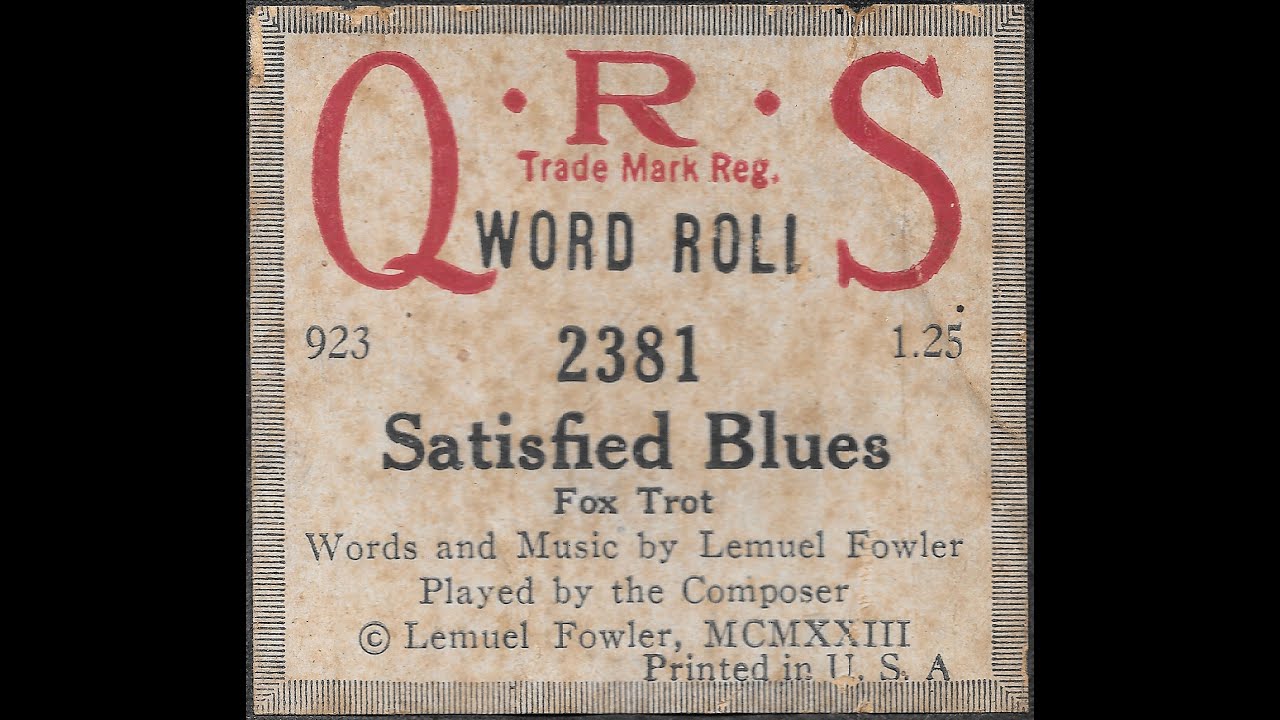 Q·R·S
Trade Mark Reg.
WORD ROLL
923 2381 1.25
Satisfied Blues
Fox Trot
Words and Music by Lemuel Fowler
Played by the Composer
© Lemuel Fowler, MCMXXIII
Printed in U. S. A